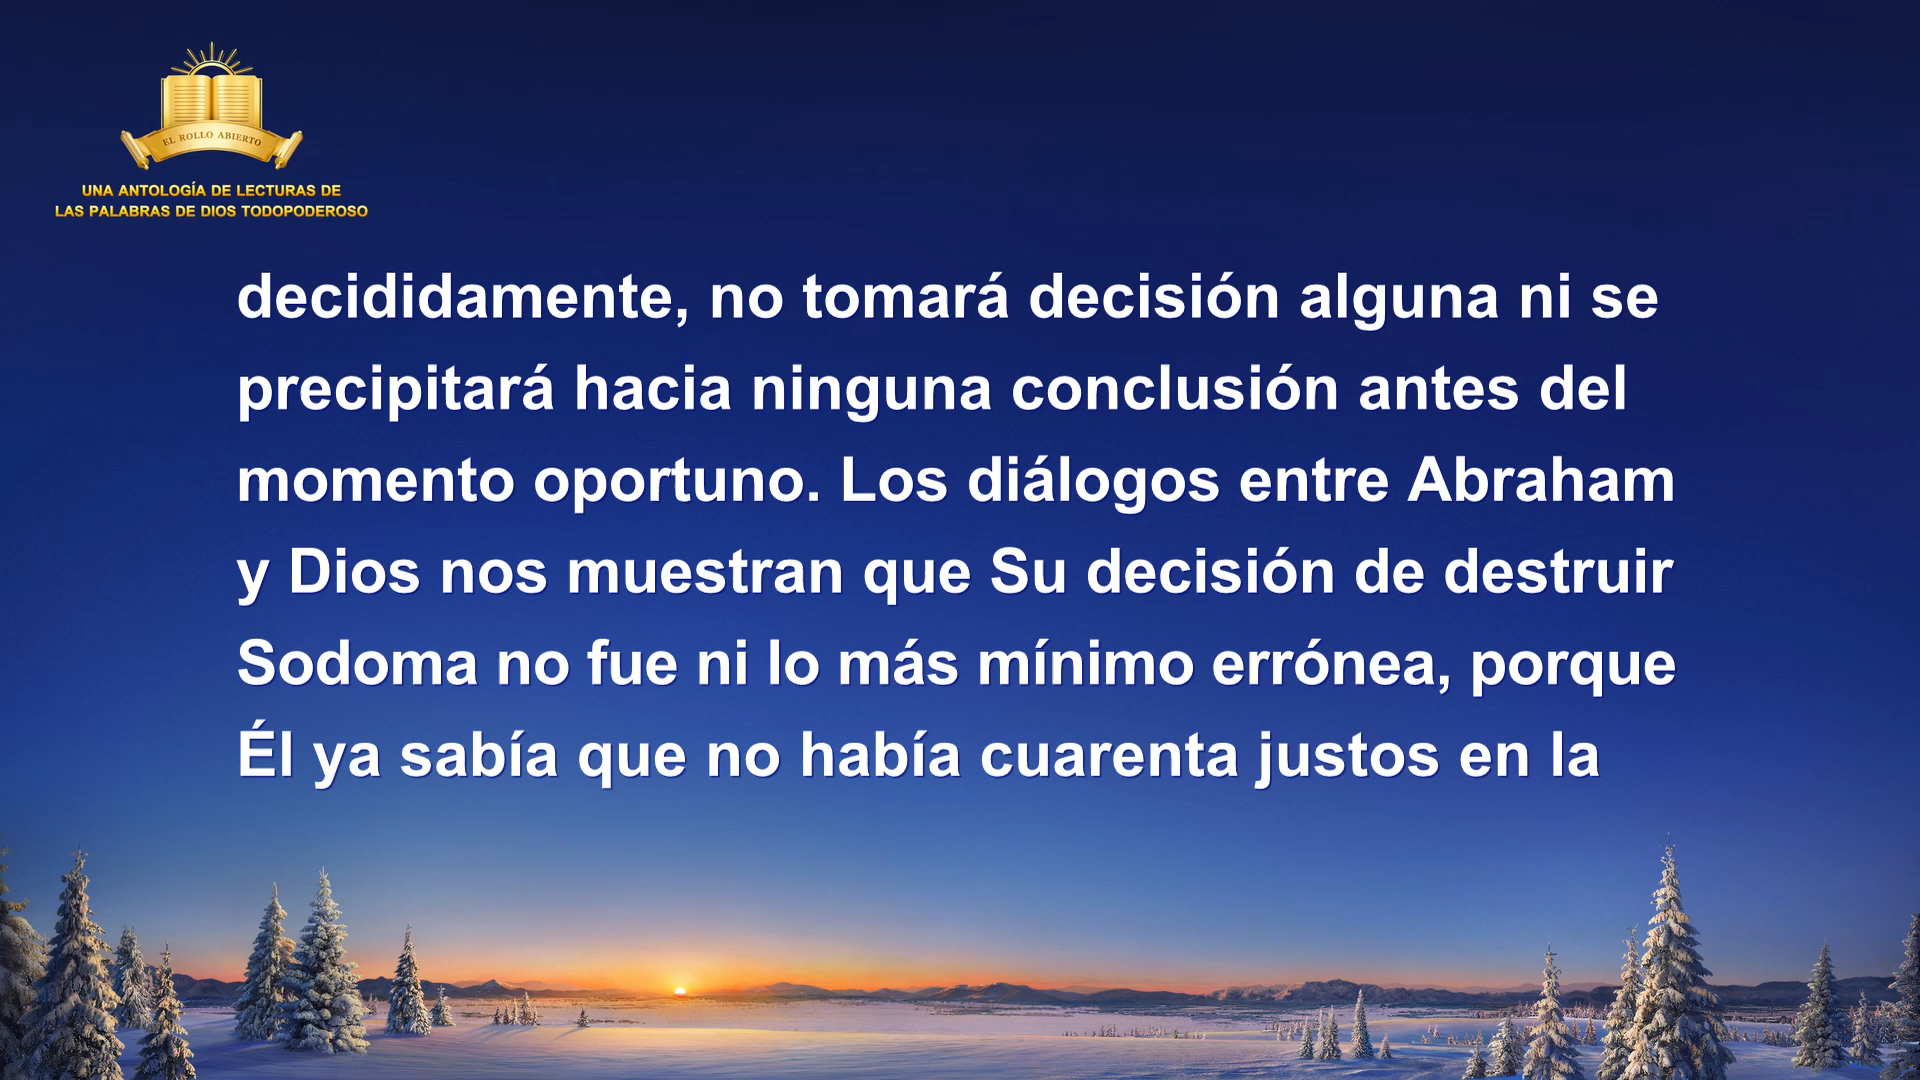 EL ROLLO ABIERTO
UNA ANTOLOGÍA DE LECTURAS DE
LAS PALABRAS DE DIOS TODOPODEROSO
decididamente, no tomará decisión alguna ni se
precipitará hacia ninguna conclusión antes del
momento oportuno. Los diálogos entre Abraham
y Dios nos muestran que Su decisión de destruir
Sodoma no fue ni lo más mínimo errónea, porque
Él ya sabía que no había cuarenta justos en la